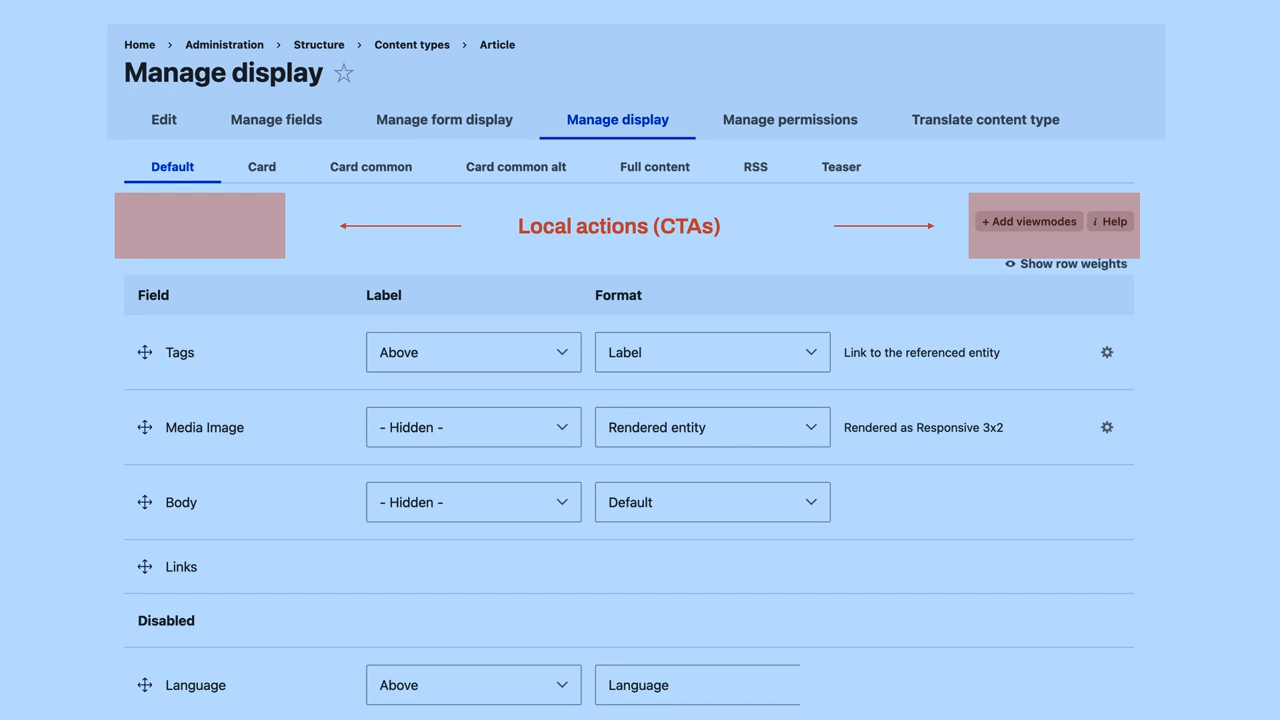 Home › Administration › Structure › Content types › Article
Manage display
Edit Manage fields Manage form display Manage display Manage permissions Translate content type
Default Card Card common Card common alt Full content RSS Teaser
Local actions (CTAs)
+ Add viewmodes i Help
Show row weights
Field Label Format
Tags Above Label Link to the referenced entity
Media Image - Hidden - Rendered entity Rendered as Responsive 3x2
Body - Hidden - Default
Links
Disabled
Language Above Language